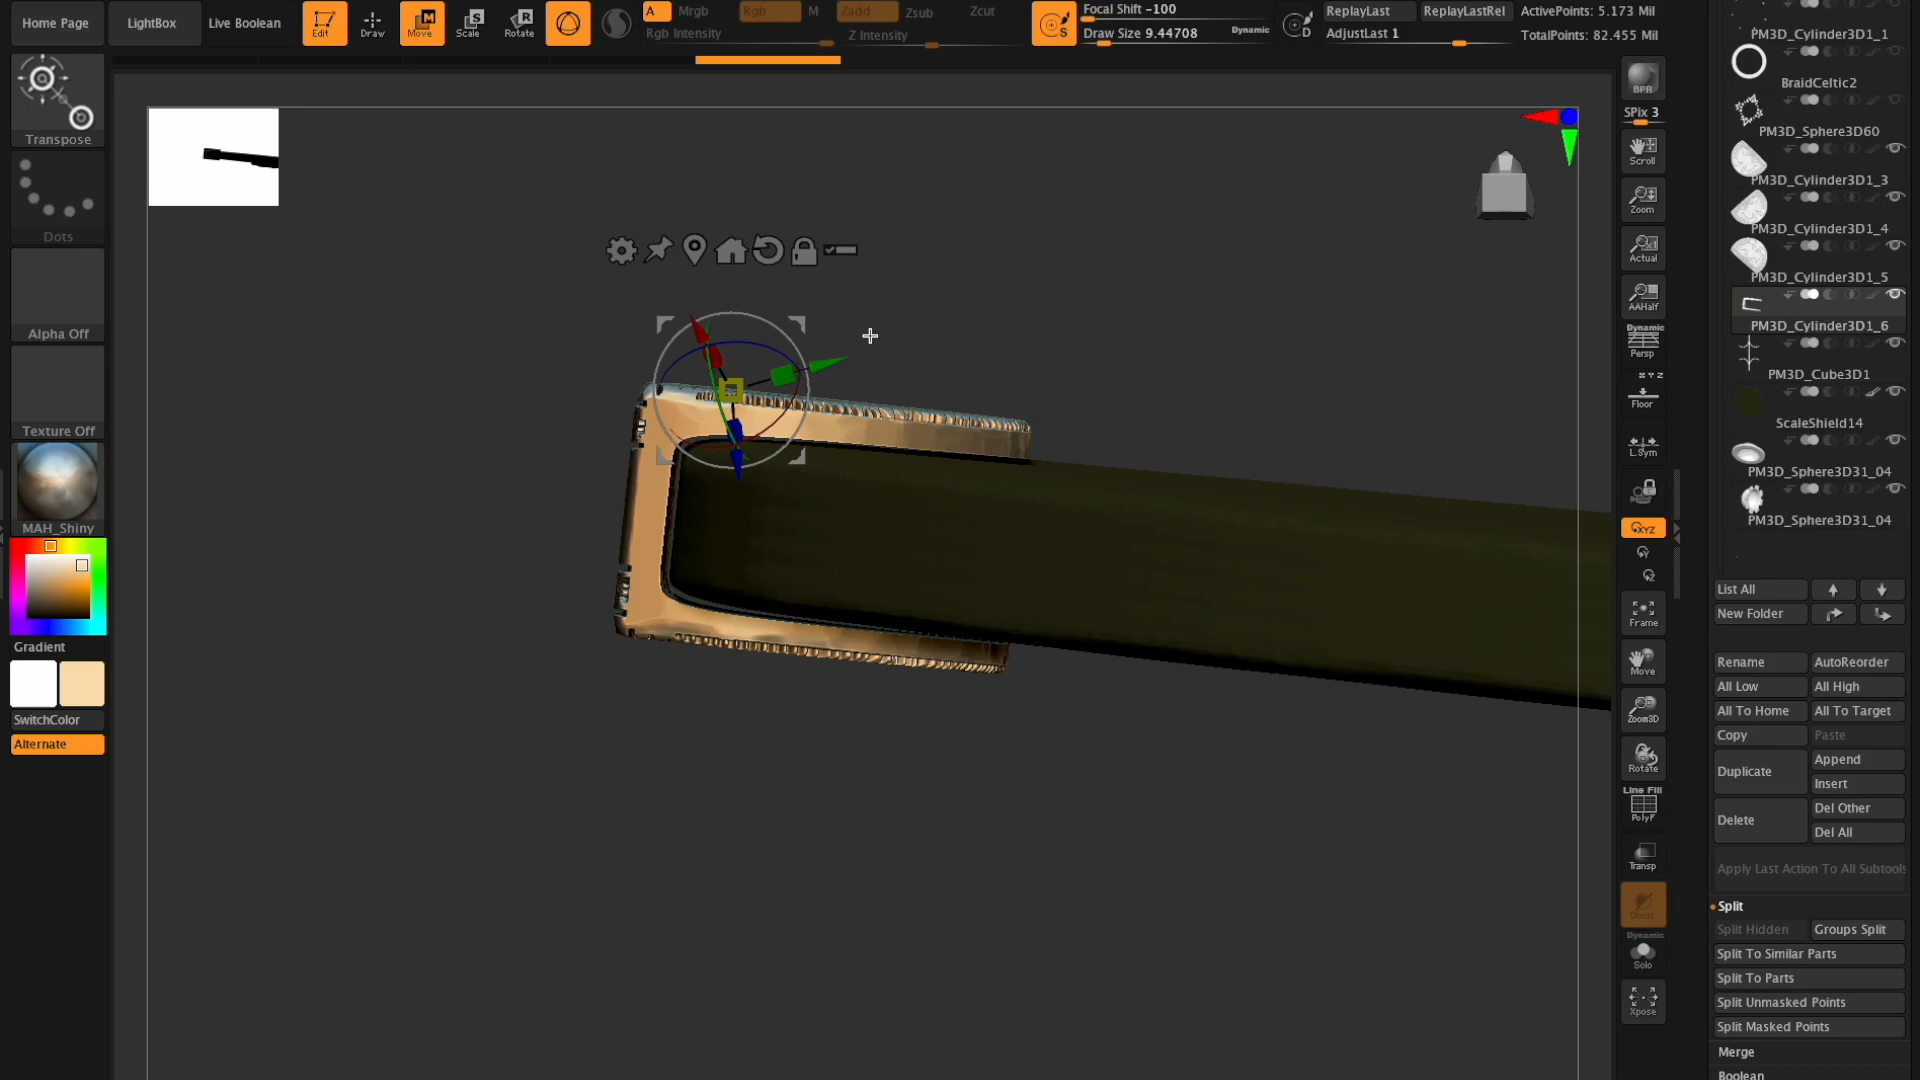 Home Page
LightBox
Live Boolean
Edit
Draw
Move
Scale
Rotate
A
Mrgb
Rgb
M
Zadd
Zsub
Zcut
Rgb Intensity
Z Intensity
S
Focal Shift -100
Draw Size 9.44708
Dynamic
D
ReplayLast
ReplayLastRel
AdjustLast 1
ActivePoints: 5.173 Mil
TotalPoints: 82.455 Mil
Transpose
Dots
Alpha Off
Texture Off
MAH_Shiny
Gradient
SwitchColor
Alternate
BPR
SPix 3
Scroll
Zoom
Actual
AAHalf
Dynamic
Persp
X Y Z
Floor
L.Sym
XYZ
Y
Z
Frame
Move
Zoom3D
Rotate
Line Fill
PolyF
Transp
Ghost
Dynamic
Solo
Xpose
PM3D_Cylinder3D1_1
BraidCeltic2
PM3D_Sphere3D60
PM3D_Cylinder3D1_3
PM3D_Cylinder3D1_4
PM3D_Cylinder3D1_5
PM3D_Cylinder3D1_6
PM3D_Cube3D1
ScaleShield14
PM3D_Sphere3D31_04
PM3D_Sphere3D31_04
List All
New Folder
Rename
AutoReorder
All Low
All High
All To Home
All To Target
Copy
Paste
Duplicate
Append
Insert
Delete
Del Other
Del All
Apply Last Action To All Subtools
Split
Split Hidden
Groups Split
Split To Similar Parts
Split To Parts
Split Unmasked Points
Split Masked Points
Merge
Boolean